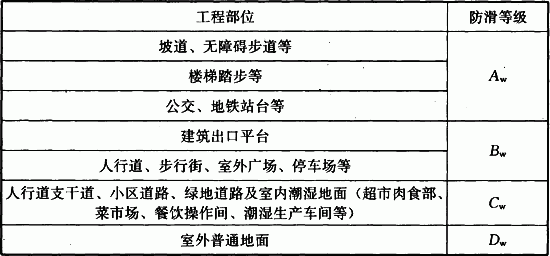 工程部位 防滑等级
坡道、无障碍步道等
楼梯踏步等 Aw
公交、地铁站台等
建筑出口平台
Bw
人行道、步行街、室外广场、停车场等
人行道支干道、小区道路、绿地道路及室内潮湿地面（超市肉食部、
菜市场、餐饮操作间、潮湿生产车间等） Cw
室外普通地面 Dw